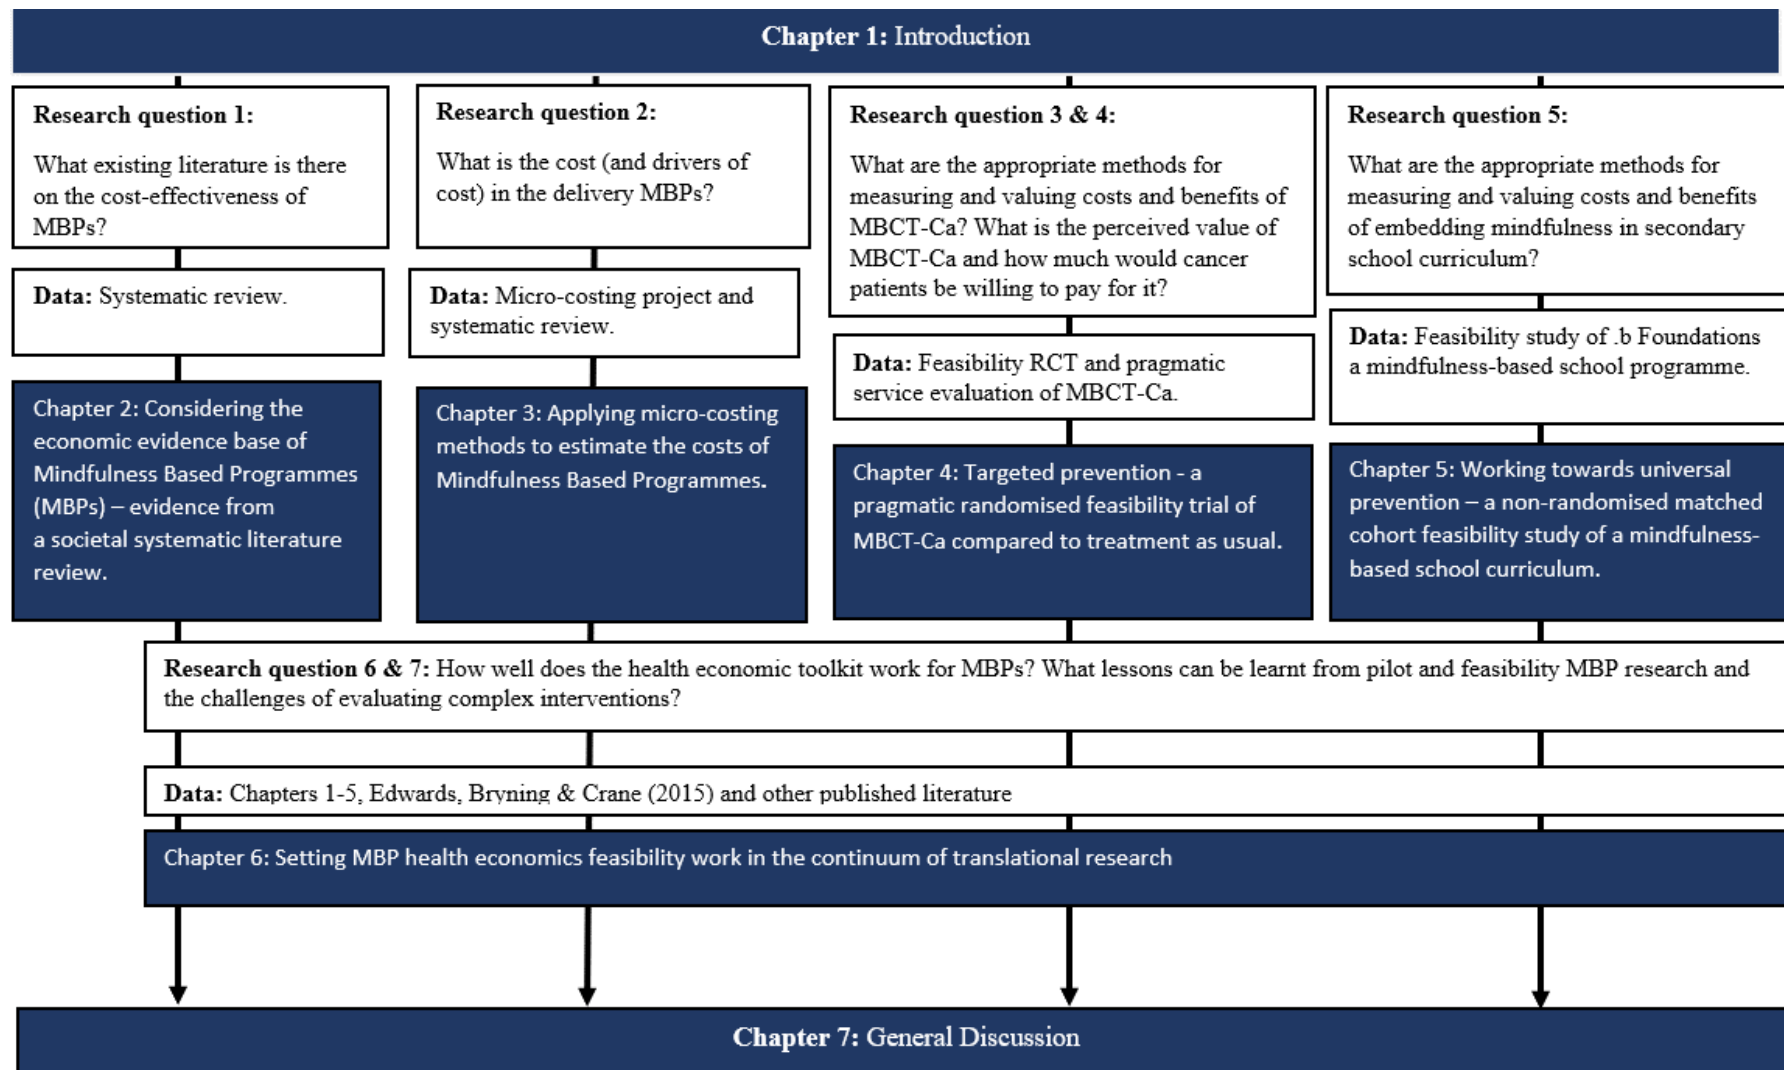 Chapter 1: Introduction
Research question 1:
What existing literature is there
on the cost-effectiveness of
MBPs?
Research question 2:
What is the cost (and drivers of
cost) in the delivery MBPs?
Research question 3 & 4:
What are the appropriate methods for
measuring and valuing costs and benefits of
MBCT-Ca? What is the perceived value of
MBCT-Ca and how much would cancer
patients be willing to pay for it?
Research question 5:
What are the appropriate methods for
measuring and valuing costs and benefits
of embedding mindfulness in secondary
school curriculum?
Data: Systematic review.
Data: Micro-costing project and
systematic review.
Data: Feasibility RCT and pragmatic
service evaluation of MBCT-Ca.
Data: Feasibility study of .b Foundations
a mindfulness-based school programme.
Chapter 2: Considering the
economic evidence base of
Mindfulness Based Programmes
(MBPs) – evidence from
a societal systematic literature
review.
Chapter 3: Applying micro-costing
methods to estimate the costs of
Mindfulness Based Programmes.
Chapter 4: Targeted prevention - a
pragmatic randomised feasibility trial of
MBCT-Ca compared to treatment as usual.
Chapter 5: Working towards universal
prevention – a non-randomised matched
cohort feasibility study of a mindfulness-
based school curriculum.
Research question 6 & 7: How well does the health economic toolkit work for MBPs? What lessons can be learnt from pilot and feasibility MBP research and
the challenges of evaluating complex interventions?
Data: Chapters 1-5, Edwards, Bryning & Crane (2015) and other published literature
Chapter 6: Setting MBP health economics feasibility work in the continuum of translational research
Chapter 7: General Discussion